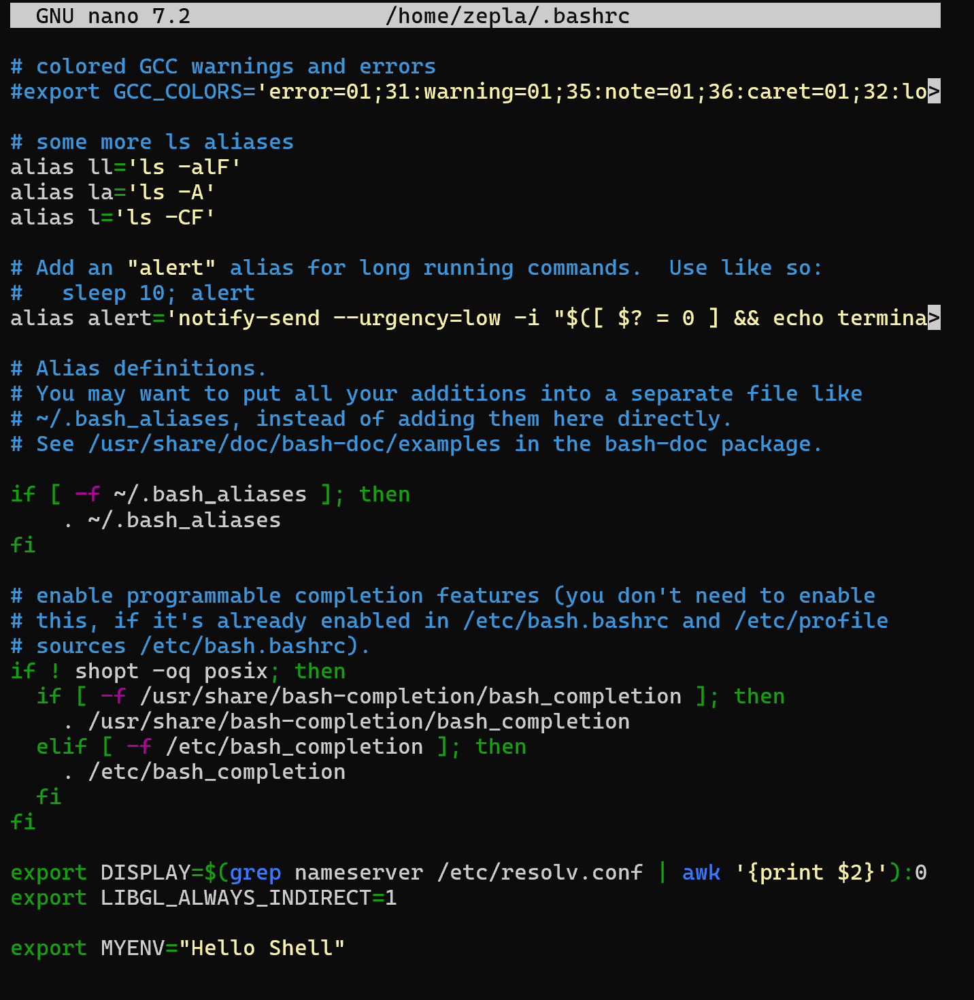 GNU nano 7.2 /home/zepla/.bashrc
# colored GCC warnings and errors
#export GCC_COLORS='error=01;31:warning=01;35:note=01;36:caret=01;32:lo>
# some more ls aliases
alias ll='ls -alF'
alias la='ls -A'
alias l='ls -CF'
# Add an "alert" alias for long running commands.  Use like so:
#   sleep 10; alert
alias alert='notify-send --urgency=low -i "$([ $? = 0 ] && echo termina>
# Alias definitions.
# You may want to put all your additions into a separate file like
# ~/.bash_aliases, instead of adding them here directly.
# See /usr/share/doc/bash-doc/examples in the bash-doc package.
if [ -f ~/.bash_aliases ]; then
    . ~/.bash_aliases
fi
# enable programmable completion features (you don't need to enable
# this, if it's already enabled in /etc/bash.bashrc and /etc/profile
# sources /etc/bash.bashrc).
if ! shopt -oq posix; then
  if [ -f /usr/share/bash-completion/bash_completion ]; then
    . /usr/share/bash-completion/bash_completion
  elif [ -f /etc/bash_completion ]; then
    . /etc/bash_completion
  fi
fi
export DISPLAY=$(grep nameserver /etc/resolv.conf | awk '{print $2}'):0
export LIBGL_ALWAYS_INDIRECT=1
export MYENV="Hello Shell"